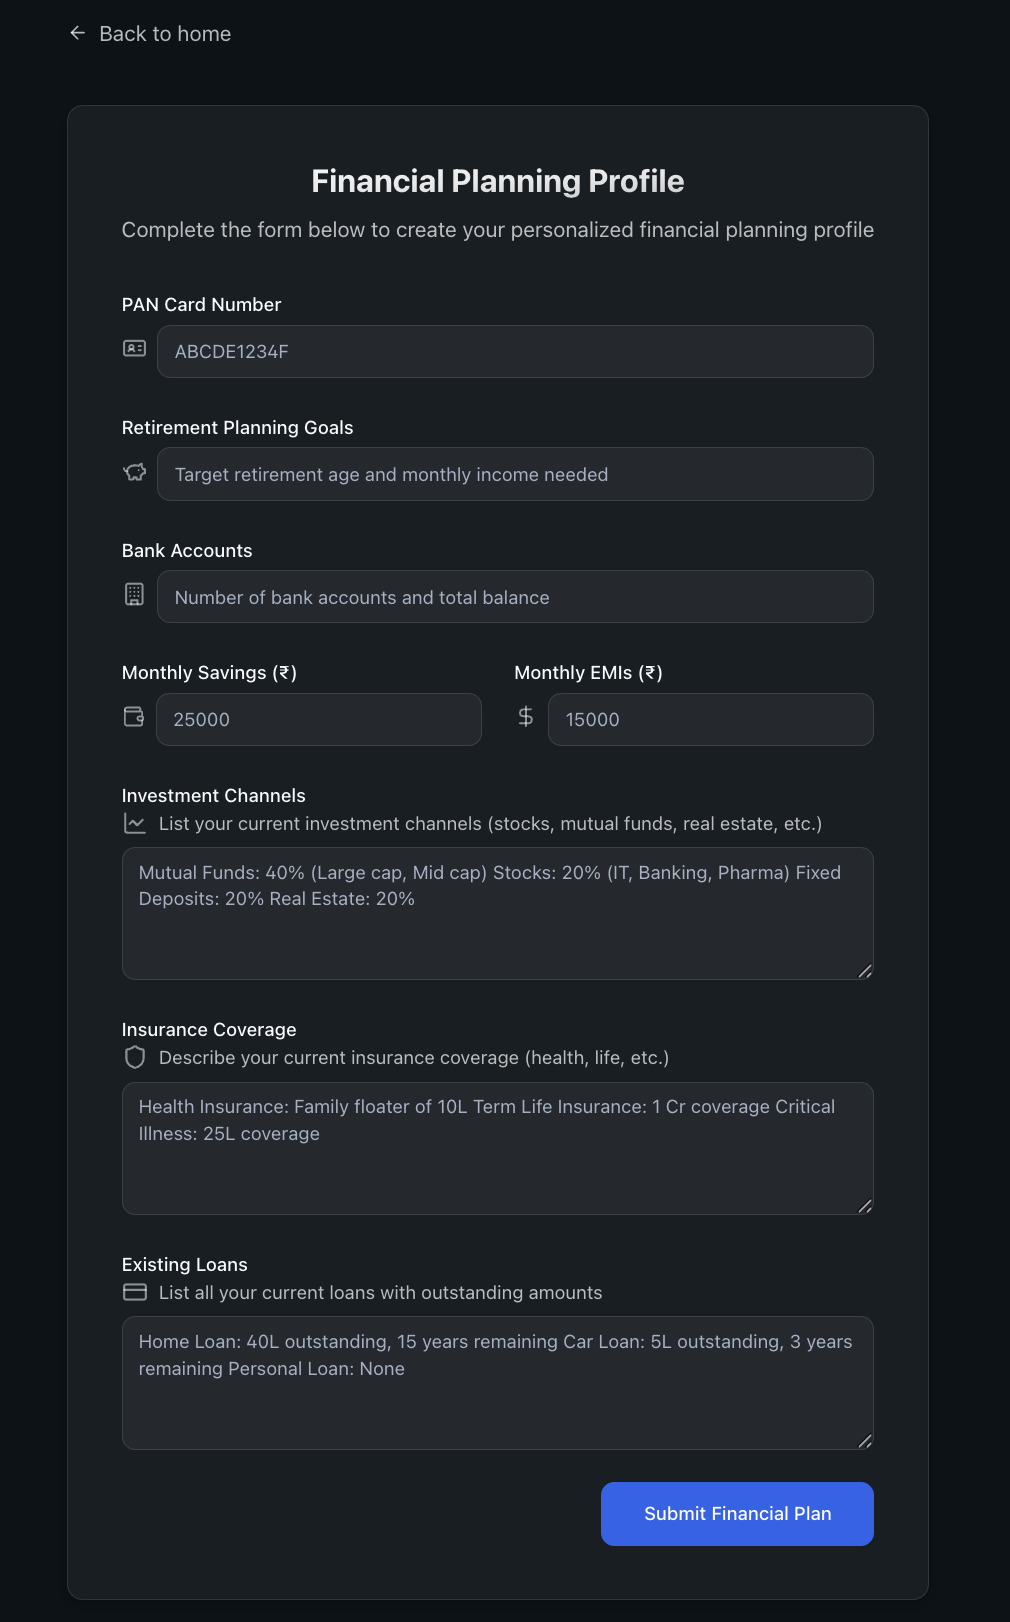 Back to home
Financial Planning Profile
Complete the form below to create your personalized financial planning profile
PAN Card Number
ABCDE1234F
Retirement Planning Goals
Target retirement age and monthly income needed
Bank Accounts
Number of bank accounts and total balance
Monthly Savings (₹)
25000
Monthly EMIs (₹)
15000
Investment Channels
List your current investment channels (stocks, mutual funds, real estate, etc.)
Mutual Funds: 40% (Large cap, Mid cap) Stocks: 20% (IT, Banking, Pharma) Fixed
Deposits: 20% Real Estate: 20%
Insurance Coverage
Describe your current insurance coverage (health, life, etc.)
Health Insurance: Family floater of 10L Term Life Insurance: 1 Cr coverage Critical
Illness: 25L coverage
Existing Loans
List all your current loans with outstanding amounts
Home Loan: 40L outstanding, 15 years remaining Car Loan: 5L outstanding, 3 years
remaining Personal Loan: None
Submit Financial Plan